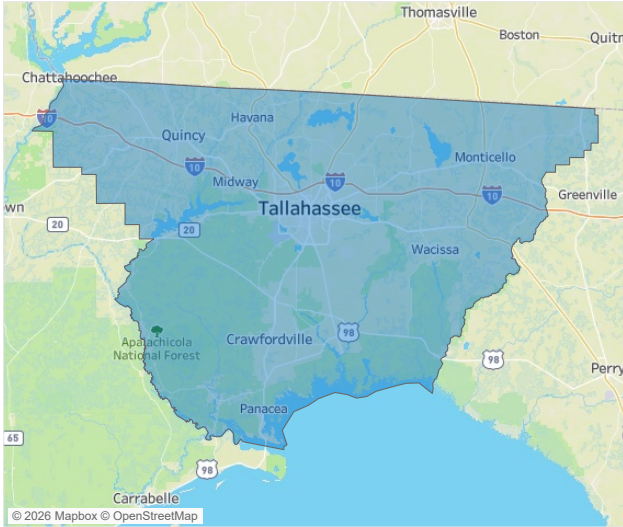 Thomasville
Boston
Quitm
Chattahoochee
10
Havana
Quincy
Monticello
10
Midway
10
10
Greenville
Tallahassee
own
20
20
Wacissa
Crawfordville
98
Apalachicola
National Forest
98
Perry
Panacea
65
98
Carrabelle
© 2026 Mapbox © OpenStreetMap